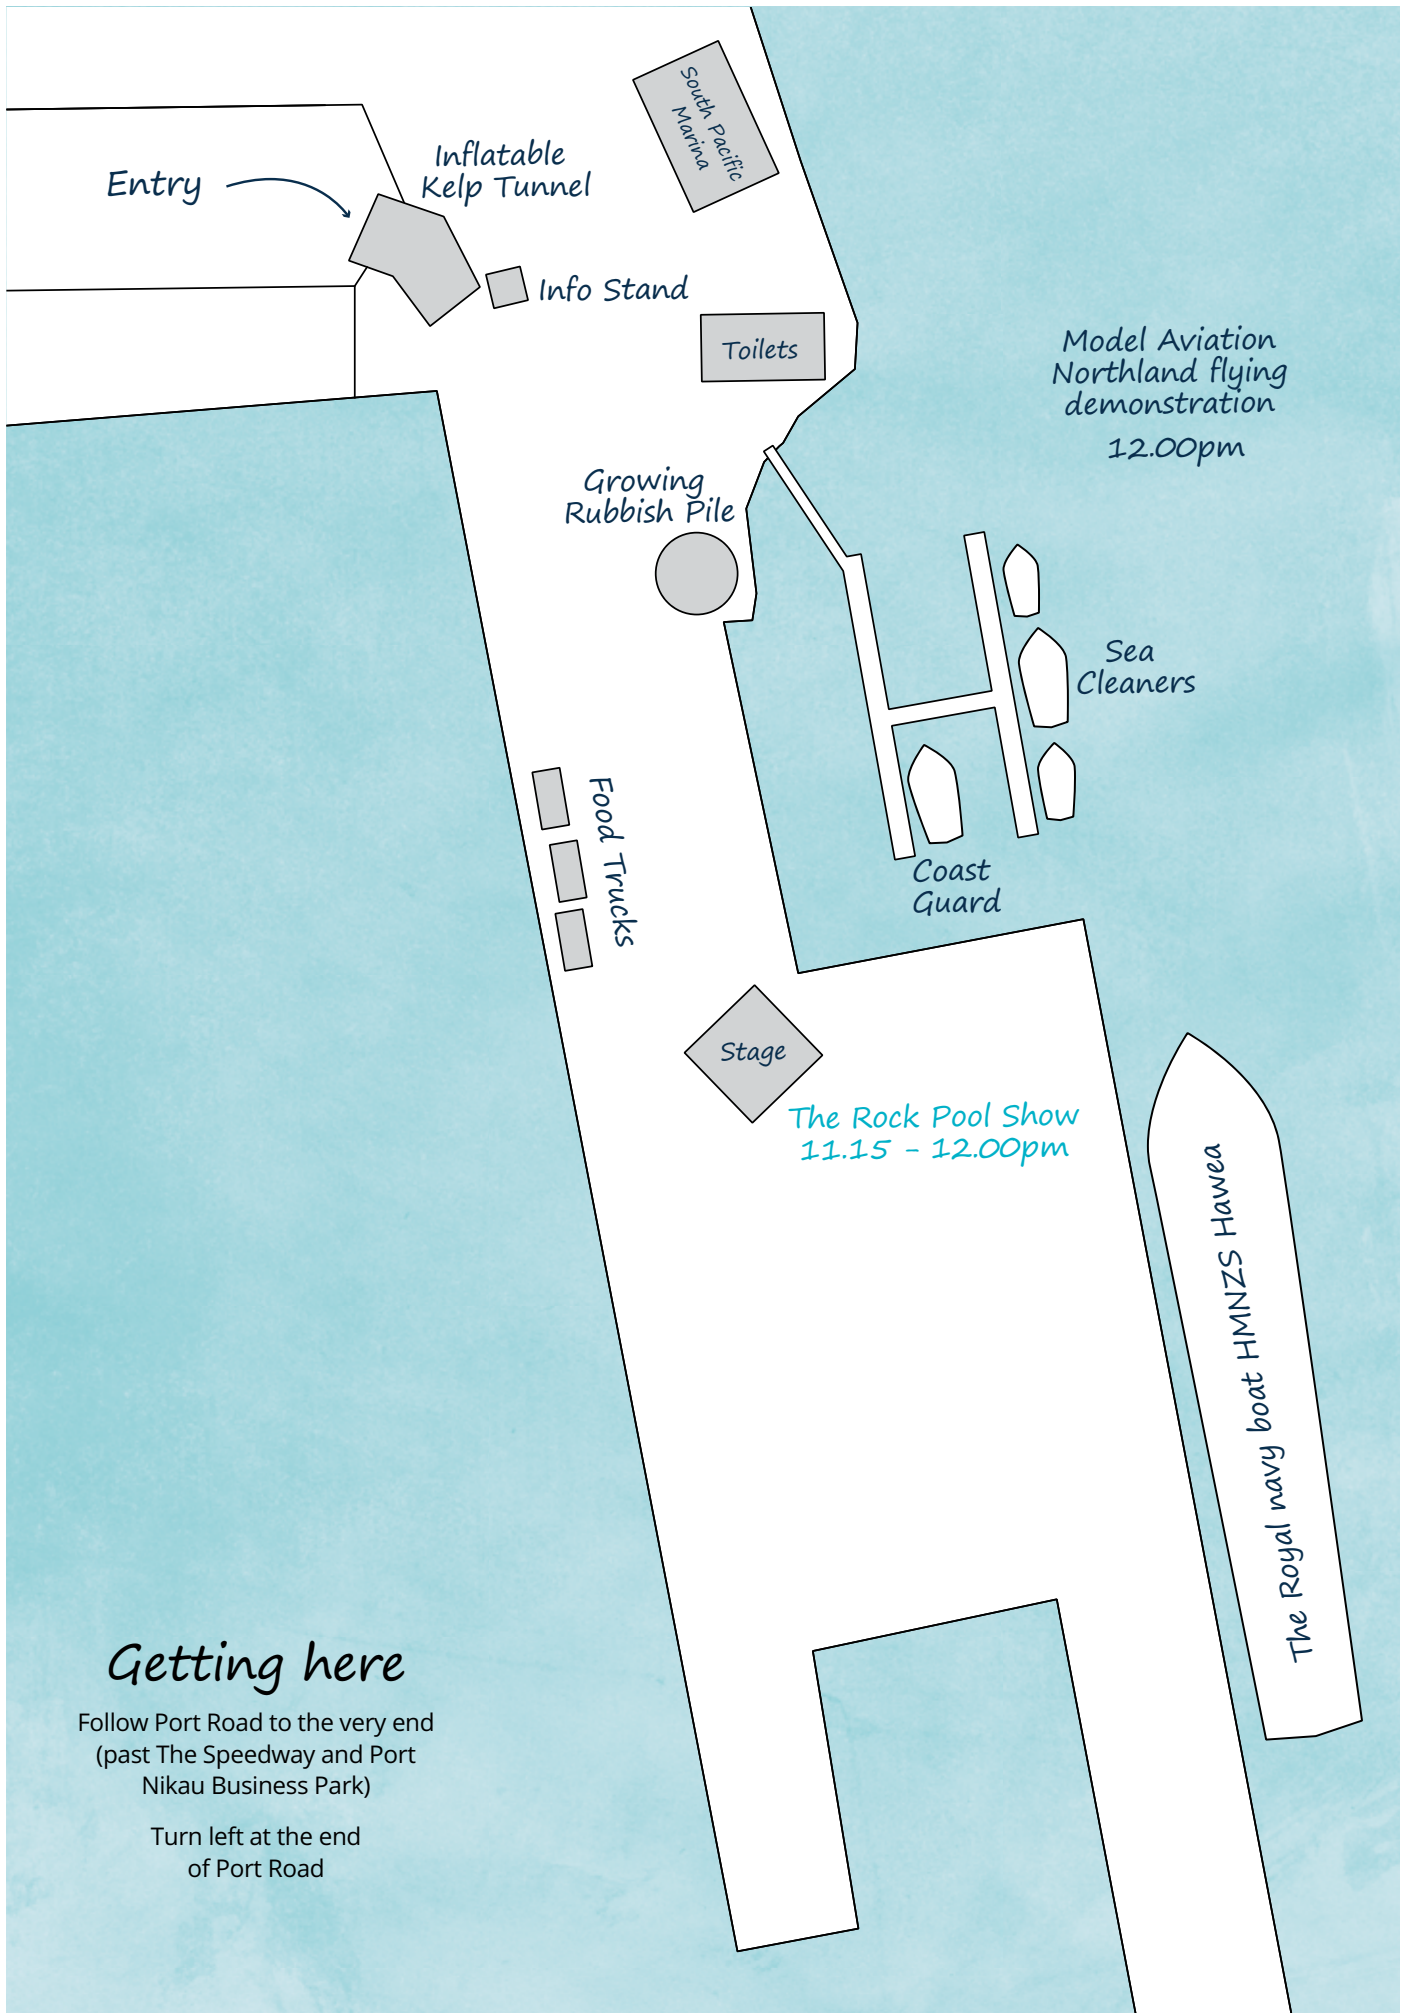 South Pacific
Marina
Inflatable
Kelp Tunnel
Entry
Info Stand
Toilets
Model Aviation
Northland flying
demonstration
12.00pm
Growing
Rubbish Pile
Sea
Cleaners
Food Trucks
Coast
Guard
Stage
The Rock Pool Show
11.15 - 12.00pm
The Royal navy boat HMNZS Hawea
Getting here
Follow Port Road to the very end
(past The Speedway and Port
Nikau Business Park)
Turn left at the end
of Port Road